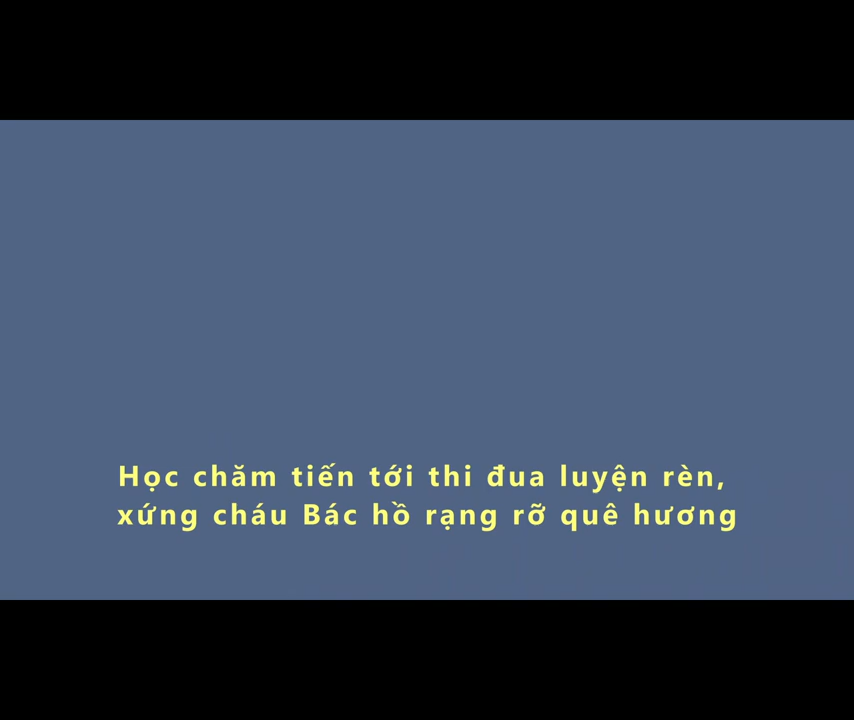 Học chăm tiến tới thi đua luyện rèn,
xứng cháu Bác hồ rạng rỡ quê hương